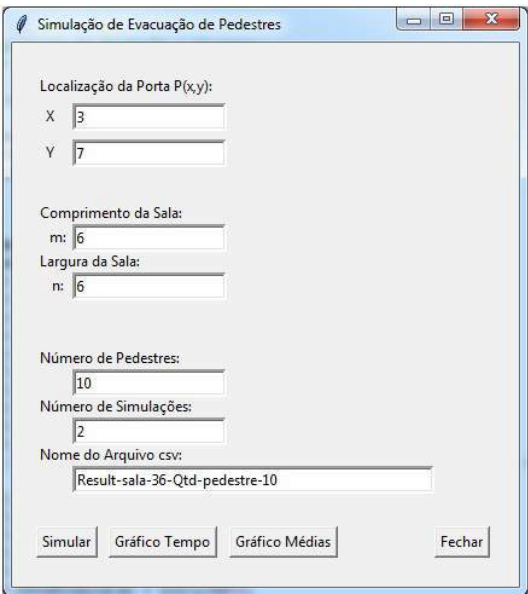 Simulação de Evacuação de Pedestres
Localização da Porta P(x,y):
X 3
Y 7
Comprimento da Sala:
m: 6
Largura da Sala:
n: 6
Número de Pedestres:
10
Número de Simulações:
2
Nome do Arquivo csv:
Result-sala-36-Qtd-pedestre-10
Simular Gráfico Tempo Gráfico Médias Fechar